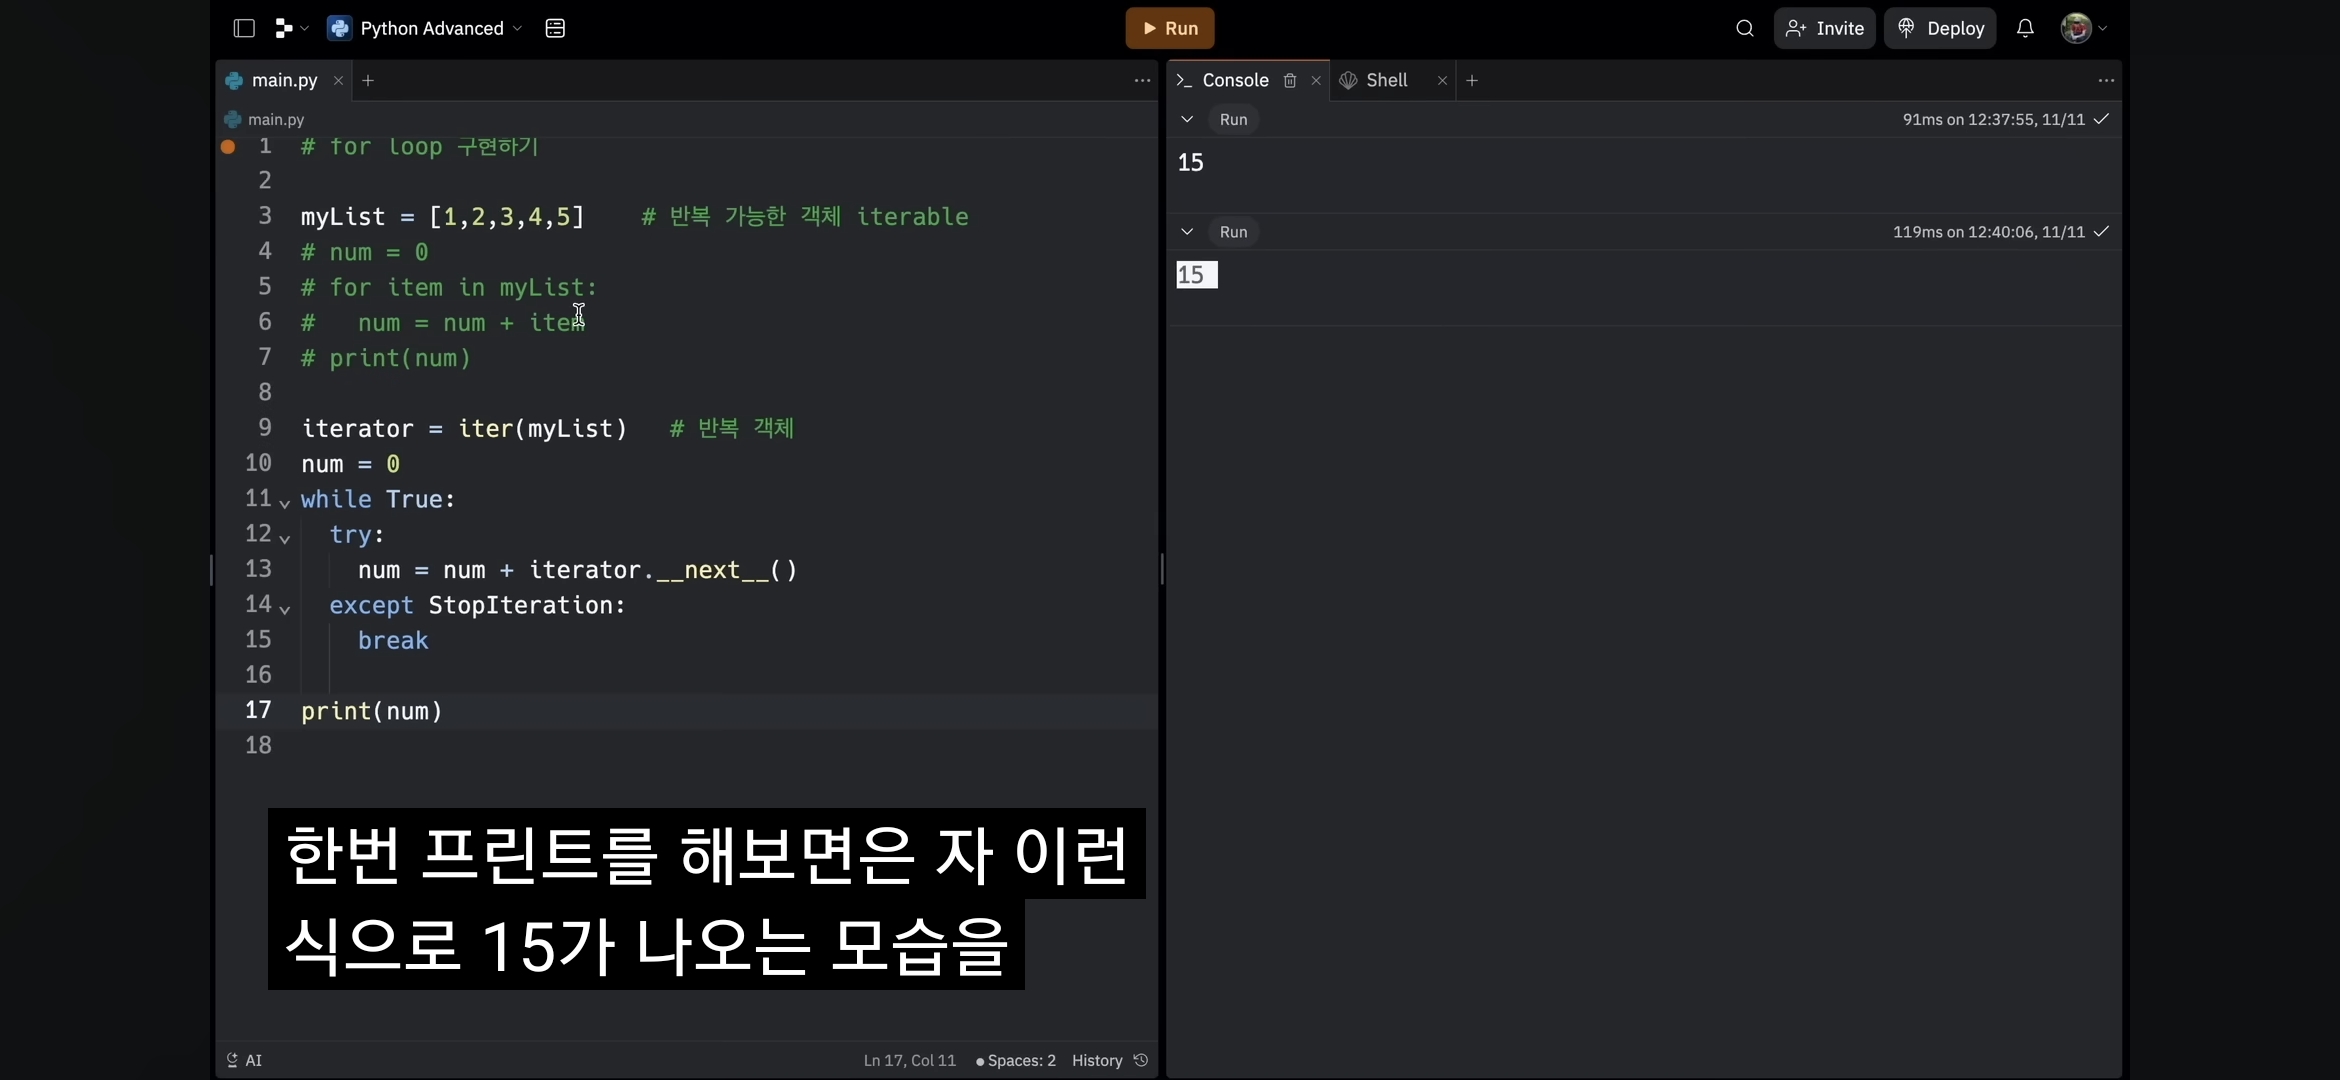 Python Advanced
Run
Invite
Deploy
main.py
main.py
1 # for loop 구현하기
2
3 myList = [1,2,3,4,5]    # 반복 가능한 객체 iterable
4 # num = 0
5 # for item in myList:
6 #   num = num + item
7 # print(num)
8
9 iterator = iter(myList)   # 반복 객체
10 num = 0
11 while True:
12   try:
13     num = num + iterator.__next__()
14   except StopIteration:
15     break
16
17 print(num)
18
한번 프린트를 해보면은 자 이런
식으로 15가 나오는 모습을
AI
Ln 17, Col 11
Spaces: 2
History
Console
Shell
Run
91ms on 12:37:55, 11/11
15
Run
119ms on 12:40:06, 11/11
15